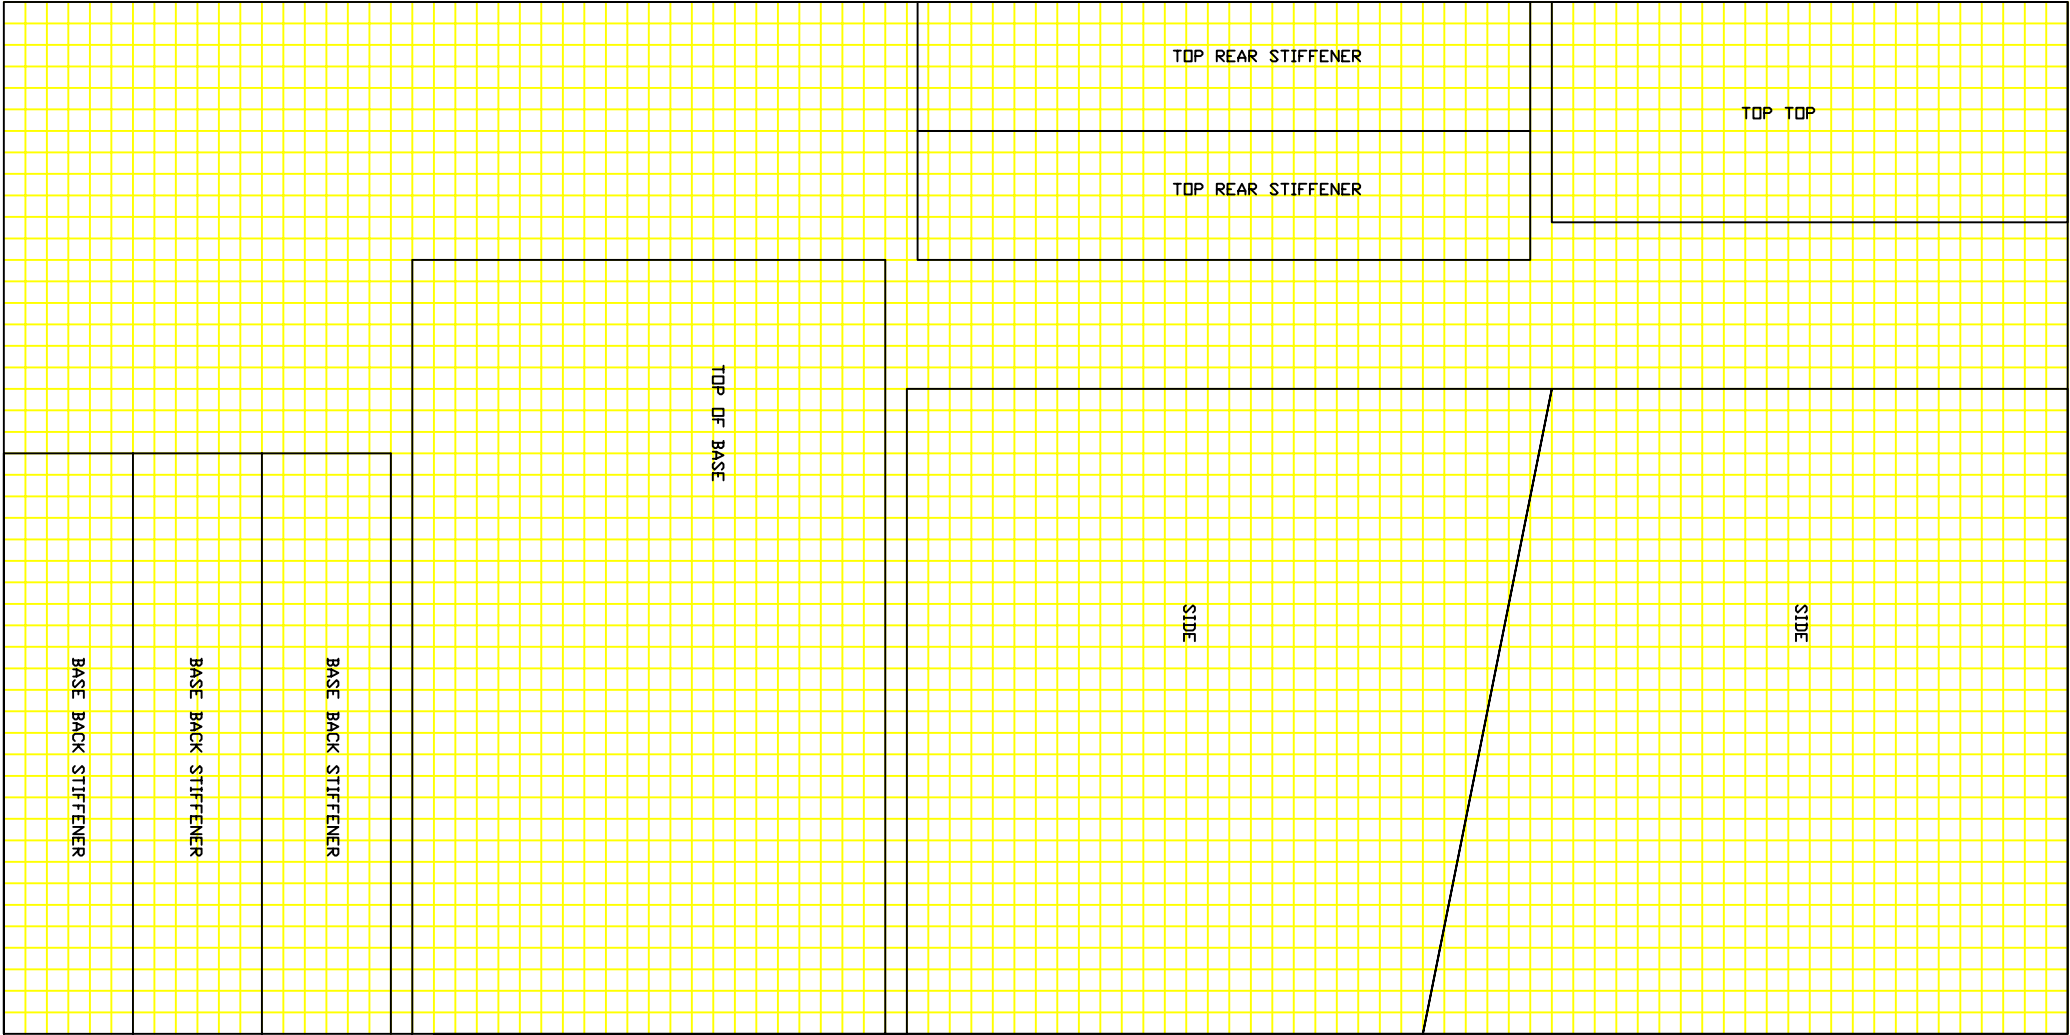 TOP REAR STIFFENER
TOP TOP
TOP REAR STIFFENER
TOP OF BASE
SIDE
SIDE
BASE BACK STIFFENER
BASE BACK STIFFENER
BASE BACK STIFFENER